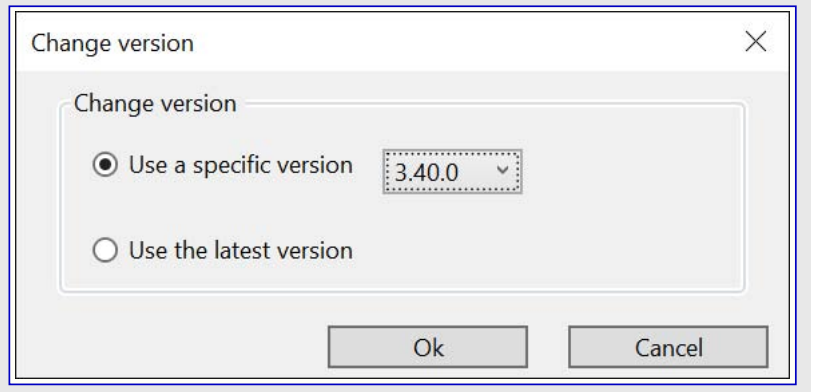 Change version
Change version
Use a specific version 3.40.0
Use the latest version
Ok Cancel